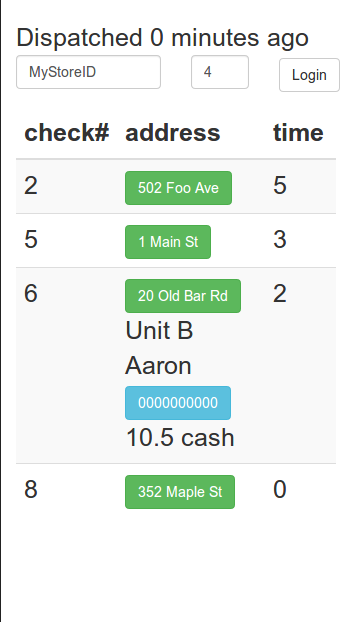 Dispatched 0 minutes ago
MyStoreID 4 Login
check# address time
2 502 Foo Ave 5
5 1 Main St 3
6 20 Old Bar Rd 2
Unit B
Aaron
0000000000
10.5 cash
8 352 Maple St 0